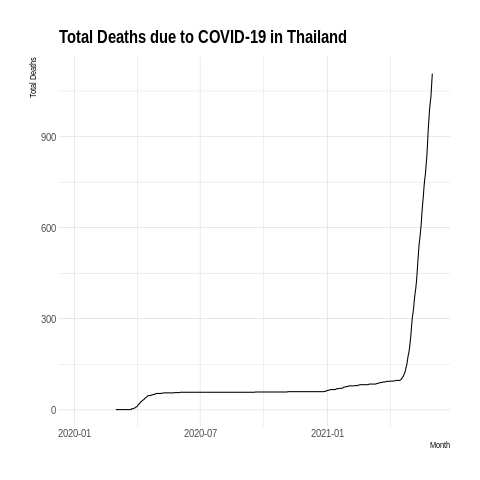 Total Deaths due to COVID-19 in Thailand
Total Deaths
900
600
300
0
2020-01
2020-07
2021-01
Month